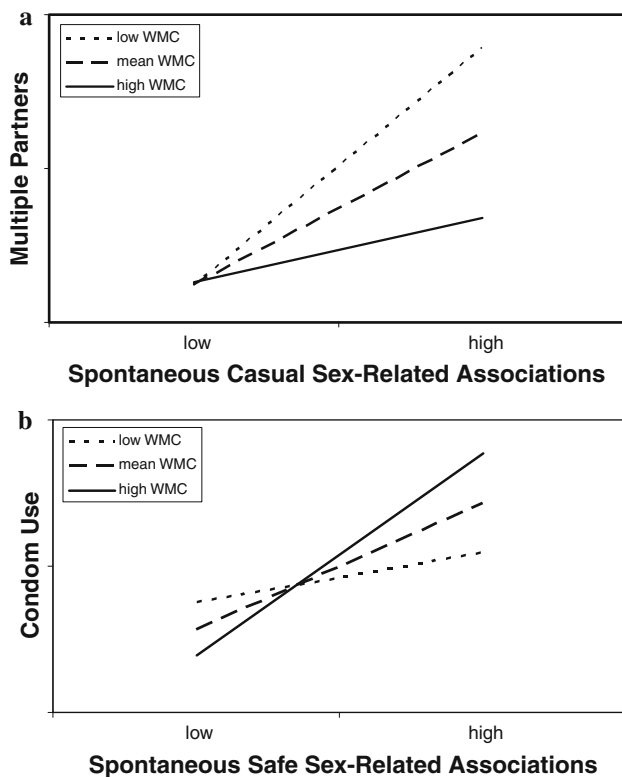 a
low WMC
mean WMC
high WMC
Multiple Partners
low high
Spontaneous Casual Sex-Related Associations
b
low WMC
mean WMC
high WMC
Condom Use
low high
Spontaneous Safe Sex-Related Associations